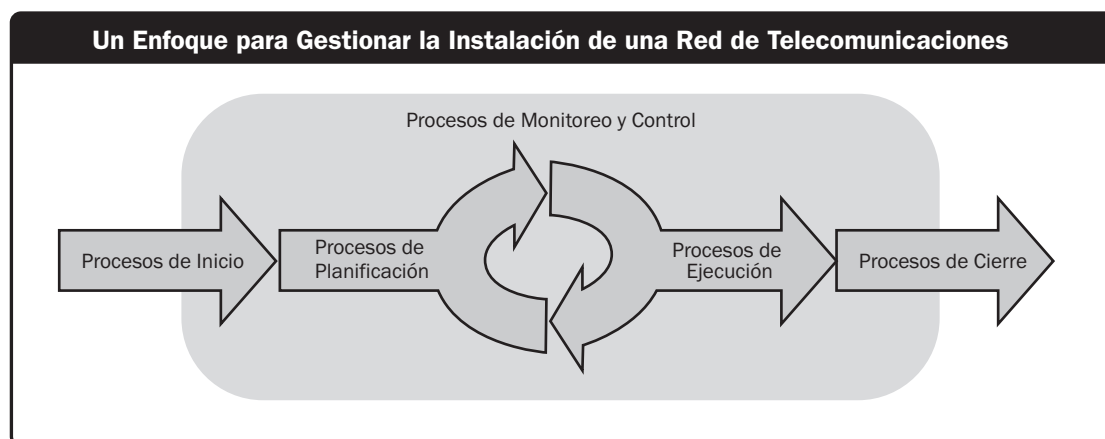 Un Enfoque para Gestionar la Instalación de una Red de Telecomunicaciones
Procesos de Monitoreo y Control
Procesos de Inicio
Procesos de
Planificación
Procesos de
Ejecución
Procesos de Cierre